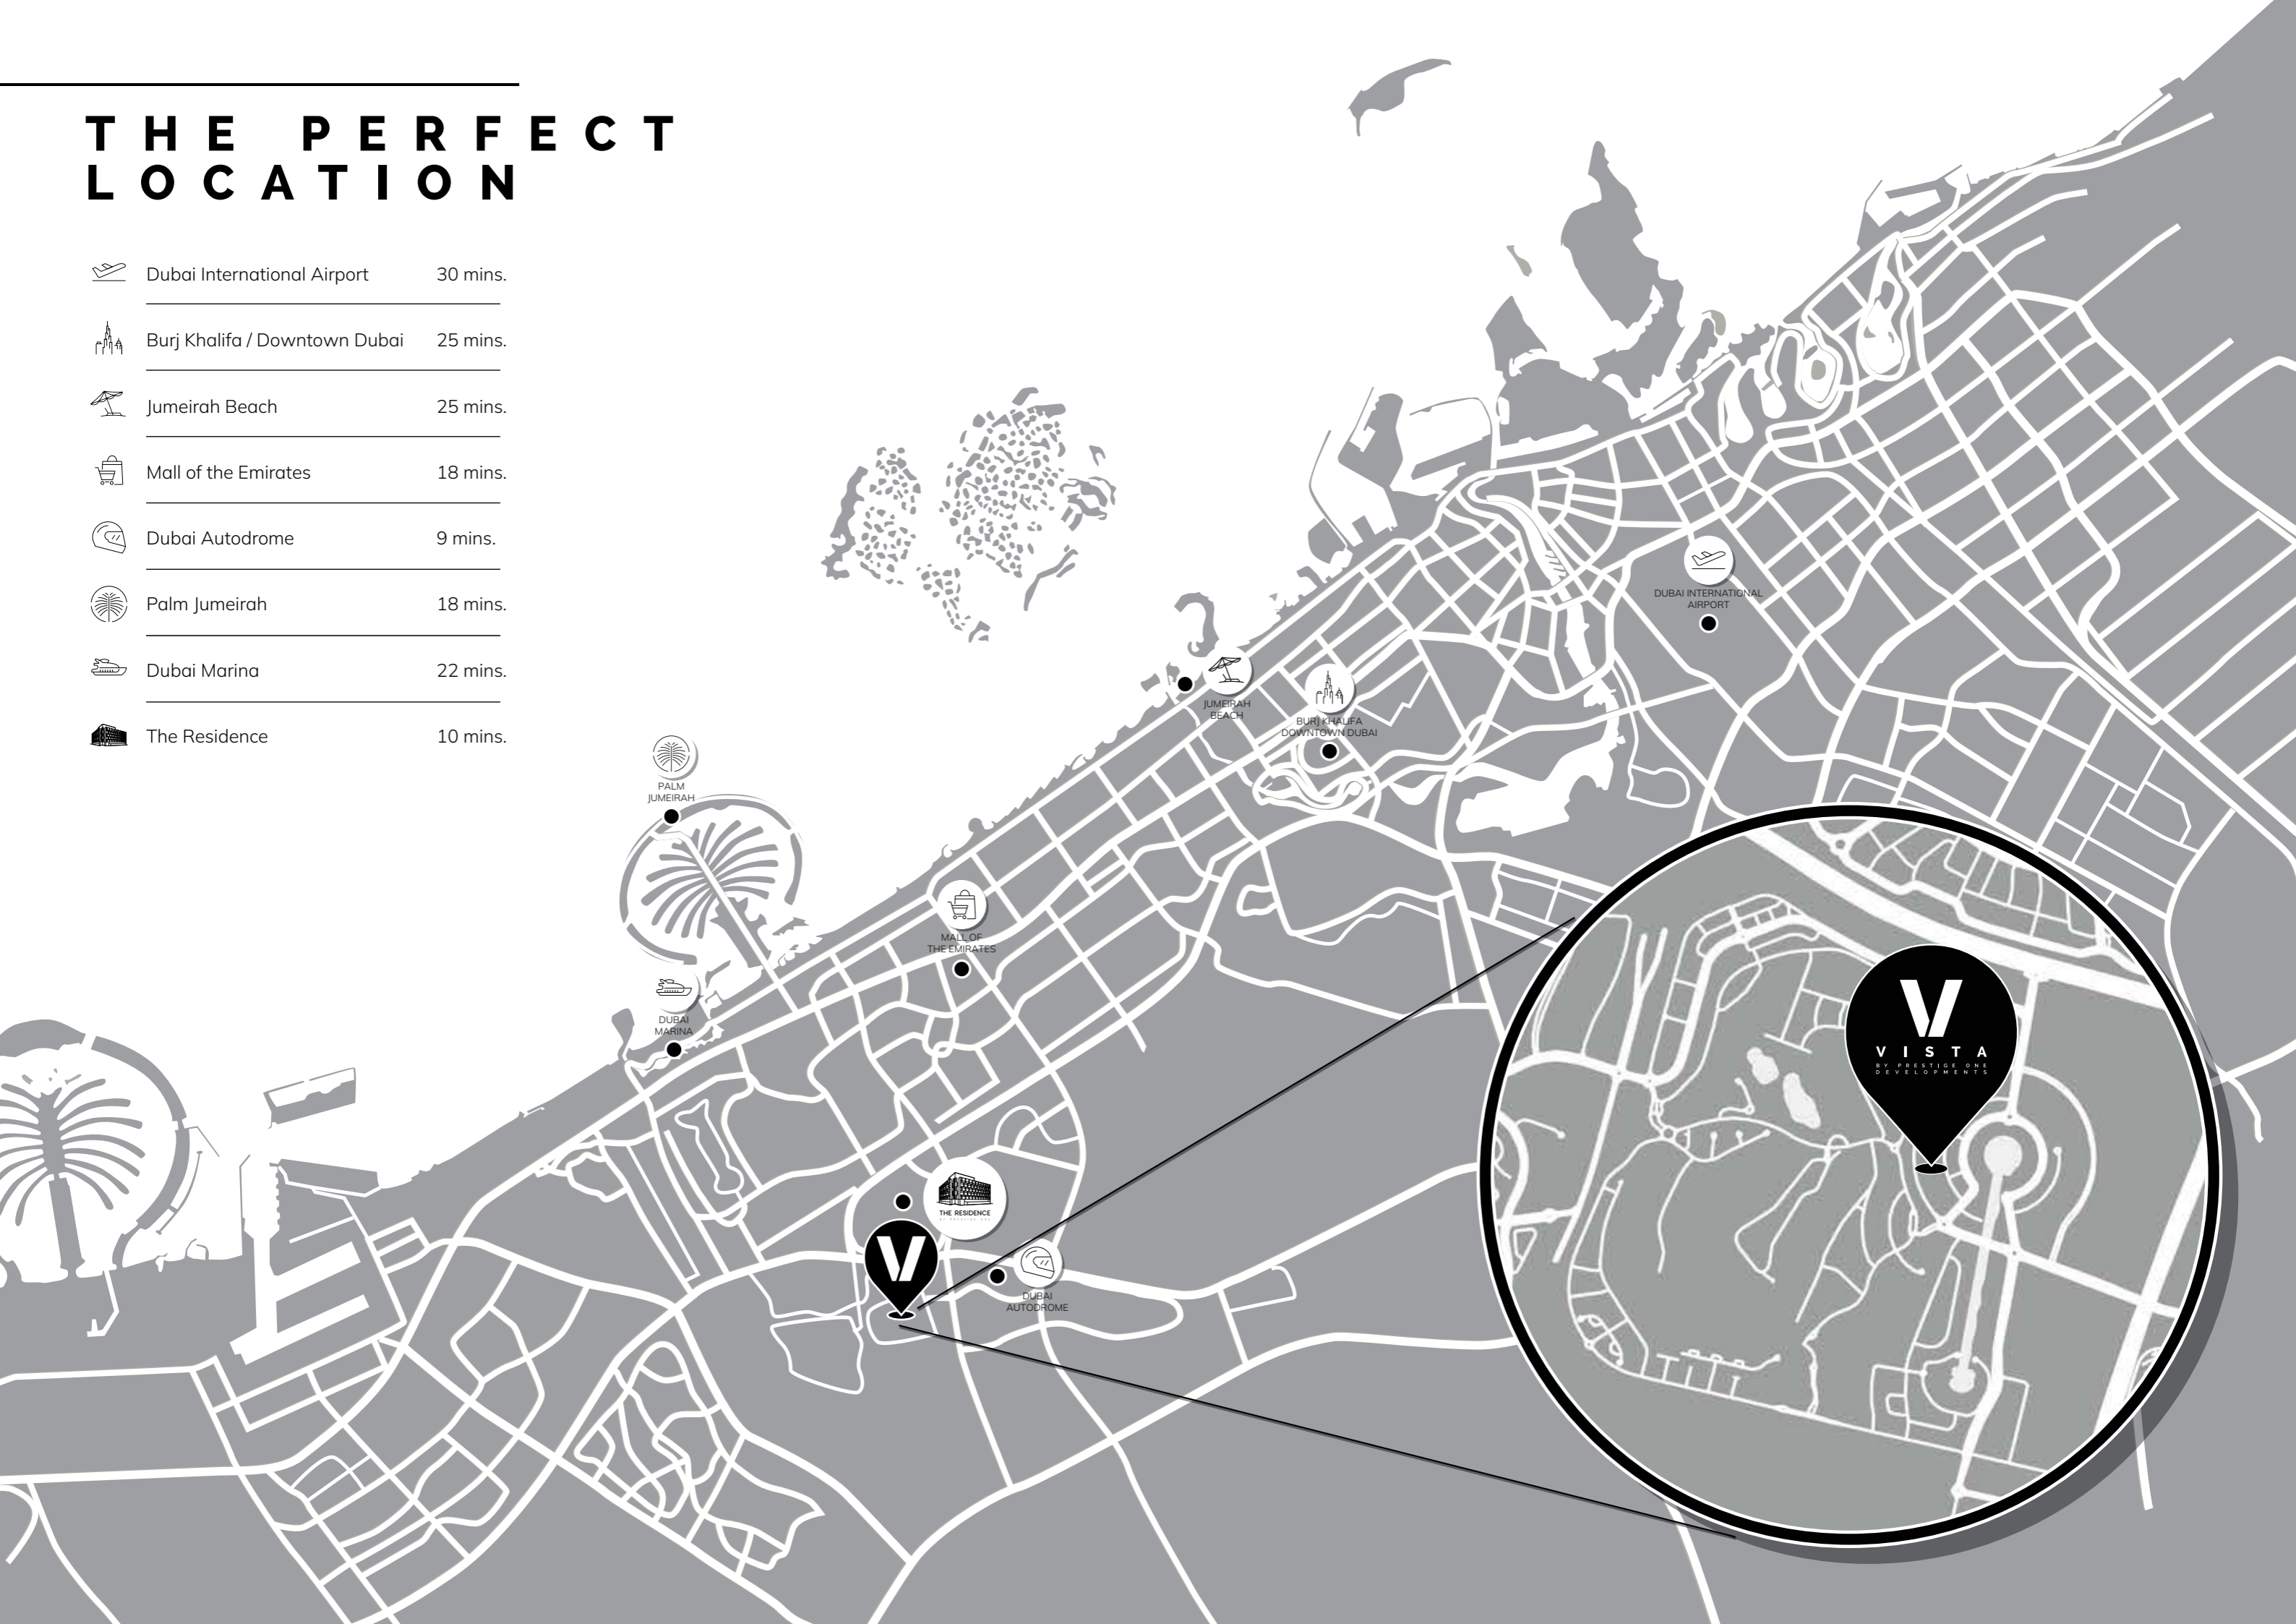 THE PERFECT
LOCATION
Dubai International Airport 30 mins.
Burj Khalifa / Downtown Dubai 25 mins.
Jumeirah Beach 25 mins.
Mall of the Emirates 18 mins.
Dubai Autodrome 9 mins.
Palm Jumeirah 18 mins.
Dubai Marina 22 mins.
The Residence 10 mins.
DUBAI INTERNATIONAL
AIRPORT
JUMEIRAH
BEACH
BURJ KHALIFA
DOWNTOWN DUBAI
PALM
JUMEIRAH
MALL OF
THE EMIRATES
DUBAI
MARINA
THE RESIDENCE
V
DUBAI
AUTODROME
V
VISTA
BY PRESTIGE ONE
DEVELOPMENTS